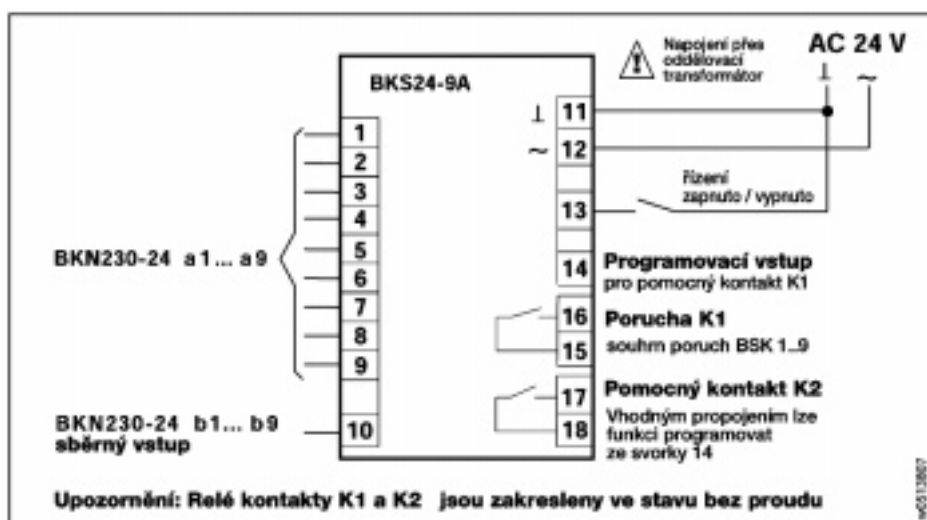 Napojení přes
oddělovací
transformátor
AC 24 V
⊥ ~
BKS24-9A
⊥ 11
~ 12
1
2
3
4
5
6
7
8
9
BKN230-24 a1... a9
řízení
zapnuto / vypnuto
13
14 Programovací vstup
pro pomocný kontakt K1
16 Porucha K1
15 souhrn poruch BSK 1..9
17 Pomocný kontakt K2
18 Vhodným propojením lze
funkci programovat
ze svorky 14
BKN230-24 b1... b9
sběrný vstup
10
Upozornění: Relé kontakty K1 a K2 jsou zakresleny ve stavu bez proudu